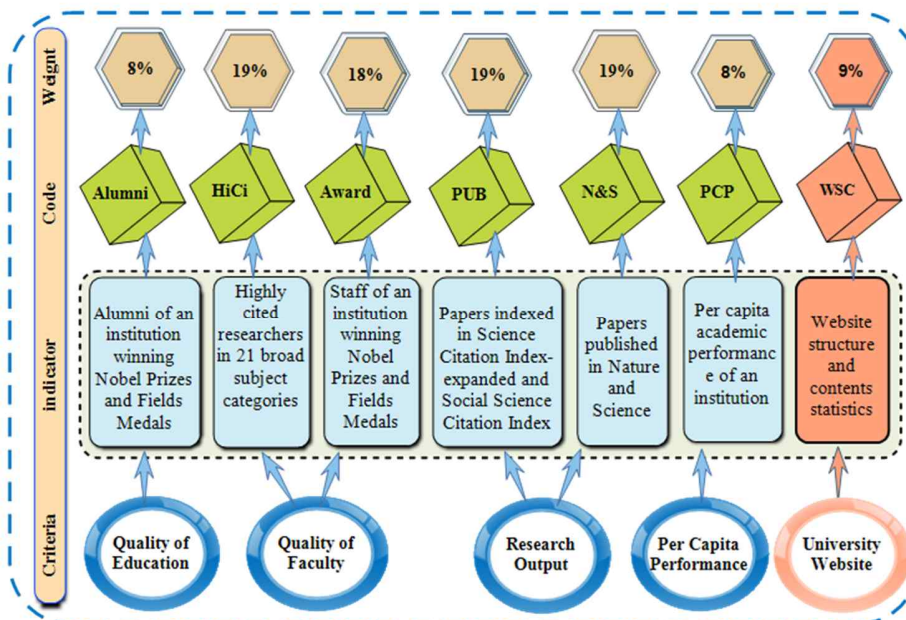 Weignt
8%
19%
18%
19%
19%
8%
9%
Code
Alumni
HiCi
Award
PUB
N&S
PCP
WSC
indicator
Alumni of an
institution
winning
Nobel Prizes
and Fields
Medals
Highly
cited
researchers
in 21 broad
subject
categories
Staff of an
institution
winning
Nobel
Prizes and
Fields
Medals
Papers indexed
in Science
Citation Index-
expanded and
Social Science
Citation Index
Papers
published
in Nature
and
Science
Per capita
academic
performanc
e of an
institution
Website
structure
and
contents
statistics
Criteria
Quality of
Education
Quality of
Faculty
Research
Output
Per Capita
Performance
University
Website